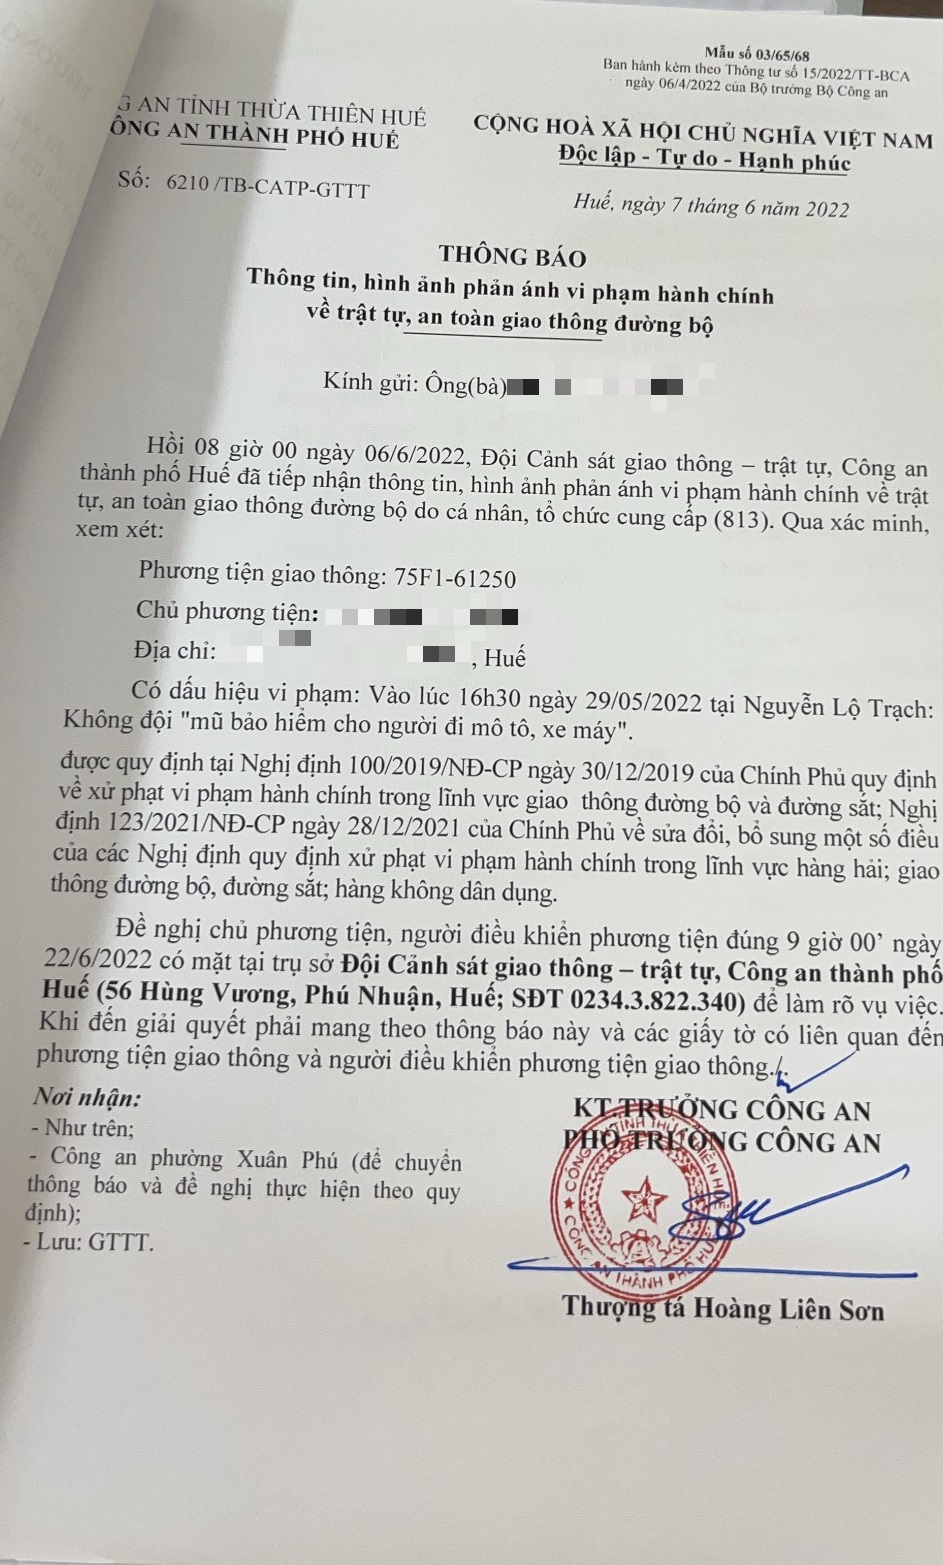 Mẫu số 03/65/68
Ban hành kèm theo Thông tư số 15/2022/TT-BCA
ngày 06/4/2022 của Bộ trưởng Bộ Công an
G AN TỈNH THỪA THIÊN HUẾ
ÔNG AN THÀNH PHỐ HUẾ
CỘNG HOÀ XÃ HỘI CHỦ NGHĨA VIỆT NAM
Độc lập - Tự do - Hạnh phúc
Số: 6210 /TB-CATP-GTTT
Huế, ngày 7 tháng 6 năm 2022
THÔNG BÁO
Thông tin, hình ảnh phản ánh vi phạm hành chính
về trật tự, an toàn giao thông đường bộ
Kính gửi: Ông(bà)
Hồi 08 giờ 00 ngày 06/6/2022, Đội Cảnh sát giao thông – trật tự, Công an
thành phố Huế đã tiếp nhận thông tin, hình ảnh phản ánh vi phạm hành chính về trật
tự, an toàn giao thông đường bộ do cá nhân, tổ chức cung cấp (813). Qua xác minh,
xem xét:
Phương tiện giao thông: 75F1-61250
Chủ phương tiện:
Địa chỉ: , Huế
Có dấu hiệu vi phạm: Vào lúc 16h30 ngày 29/05/2022 tại Nguyễn Lộ Trạch:
Không đội "mũ bảo hiểm cho người đi mô tô, xe máy".
được quy định tại Nghị định 100/2019/NĐ-CP ngày 30/12/2019 của Chính Phủ quy định
về xử phạt vi phạm hành chính trong lĩnh vực giao thông đường bộ và đường sắt; Nghị
định 123/2021/NĐ-CP ngày 28/12/2021 của Chính Phủ về sửa đổi, bổ sung một số điều
của các Nghị định quy định xử phạt vi phạm hành chính trong lĩnh vực hàng hải; giao
thông đường bộ, đường sắt; hàng không dân dụng.
Đề nghị chủ phương tiện, người điều khiển phương tiện đúng 9 giờ 00’ ngày
22/6/2022 có mặt tại trụ sở Đội Cảnh sát giao thông – trật tự, Công an thành phố
Huế (56 Hùng Vương, Phú Nhuận, Huế; SĐT 0234.3.822.340) để làm rõ vụ việc.
Khi đến giải quyết phải mang theo thông báo này và các giấy tờ có liên quan đến
phương tiện giao thông và người điều khiển phương tiện giao thông./.
Nơi nhận:
- Như trên;
- Công an phường Xuân Phú (để chuyển
thông báo và đề nghị thực hiện theo quy
định);
- Lưu: GTTT.
KT.TRƯỞNG CÔNG AN
PHÓ TRƯỞNG CÔNG AN
CÔNG AN TỈNH THỪA THIÊN HUẾ
CÔNG AN THÀNH PHỐ HUẾ
Thượng tá Hoàng Liên Sơn